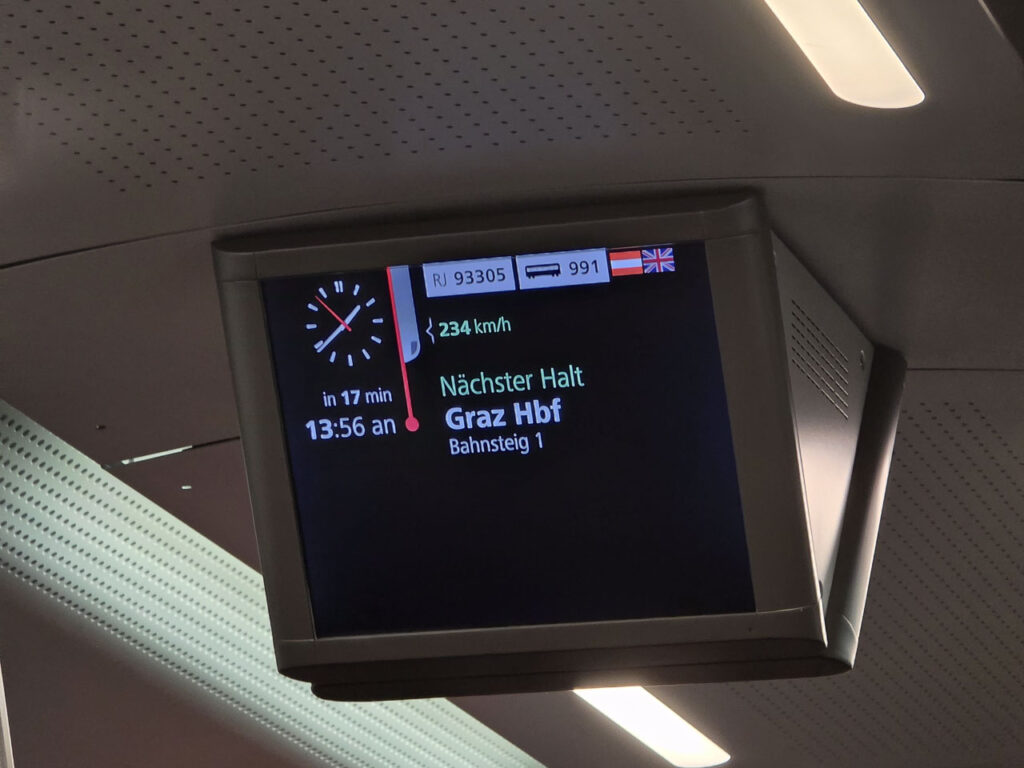 RJ 93305 991
234 km/h
in 17 min
13:56 an
Nächster Halt
Graz Hbf
Bahnsteig 1